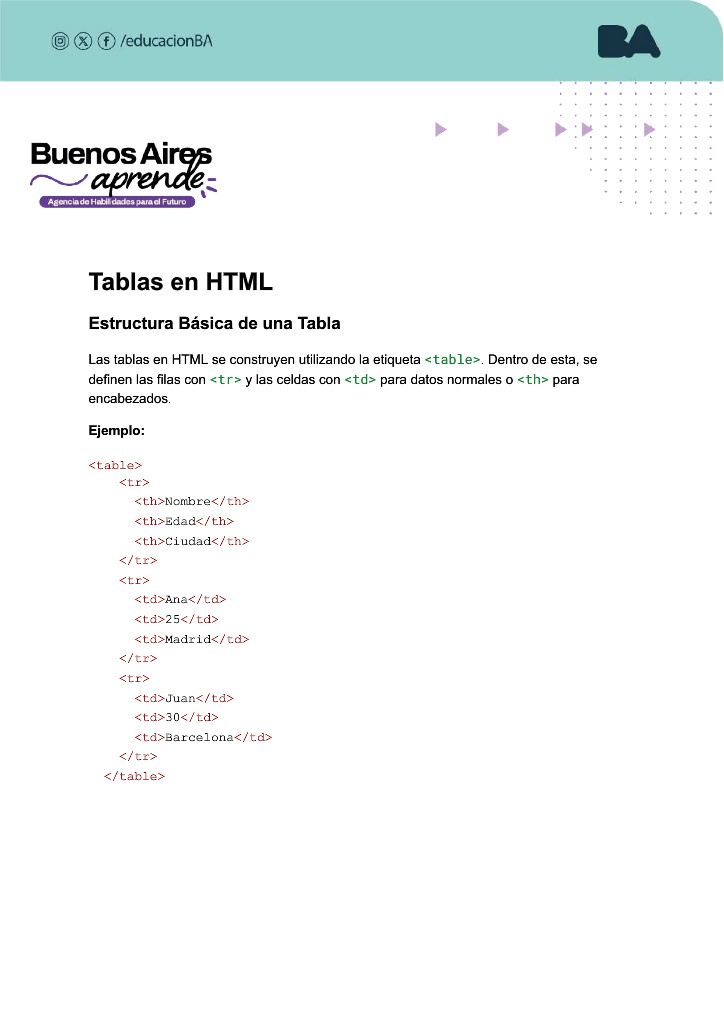 /educacionBA
BA
Buenos Aires
aprende
Agencia de Habilidades para el Futuro
Tablas en HTML
Estructura Básica de una Tabla
Las tablas en HTML se construyen utilizando la etiqueta <table>. Dentro de esta, se
definen las filas con <tr> y las celdas con <td> para datos normales o <th> para
encabezados.
Ejemplo:
<table>
    <tr>
      <th>Nombre</th>
      <th>Edad</th>
      <th>Ciudad</th>
    </tr>
    <tr>
      <td>Ana</td>
      <td>25</td>
      <td>Madrid</td>
    </tr>
    <tr>
      <td>Juan</td>
      <td>30</td>
      <td>Barcelona</td>
    </tr>
  </table>